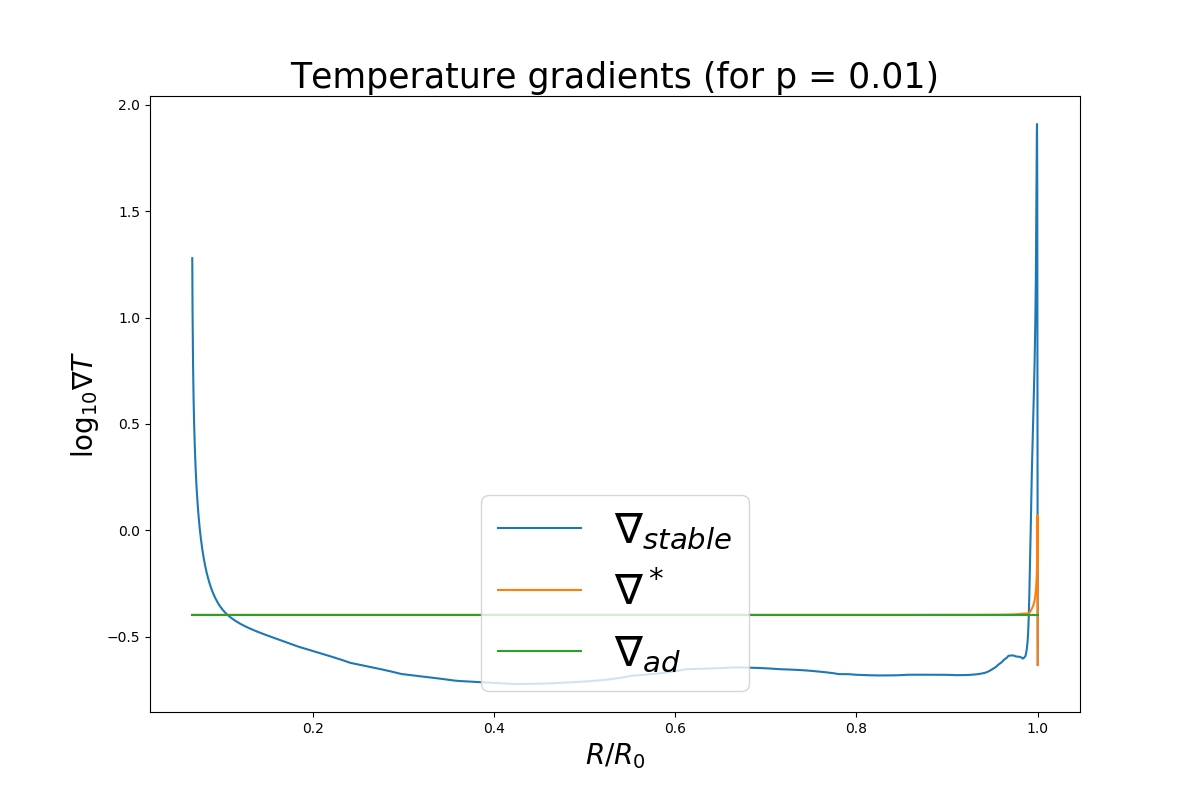 Temperature gradients (for p = 0.01)
2.0
1.5
1.0
0.5
0.0
−0.5
log₁₀∇T
∇stable
∇*
∇ad
0.2 0.4 0.6 0.8 1.0
R/R₀